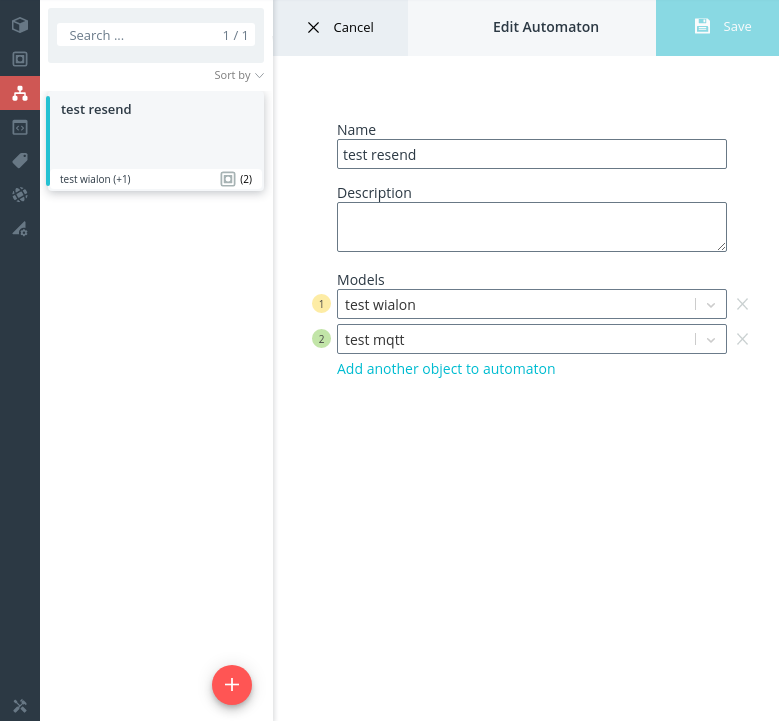 Search ... 1 / 1
Sort by
test resend
test wialon (+1) (2)
Cancel
Edit Automaton
Save
Name
test resend
Description
Models
1 test wialon
2 test mqtt
Add another object to automaton